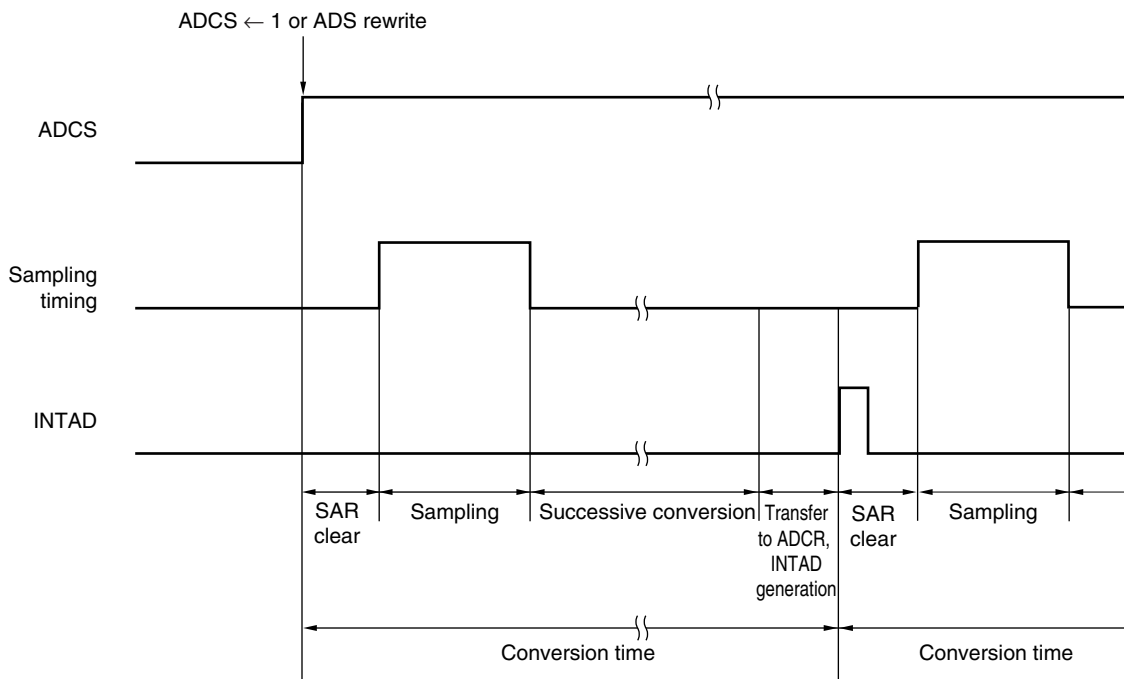 ADCS ← 1 or ADS rewrite
ADCS
Sampling
timing
INTAD
SAR
clear
Sampling
Successive conversion
Transfer
to ADCR,
INTAD
generation
SAR
clear
Sampling
Conversion time
Conversion time